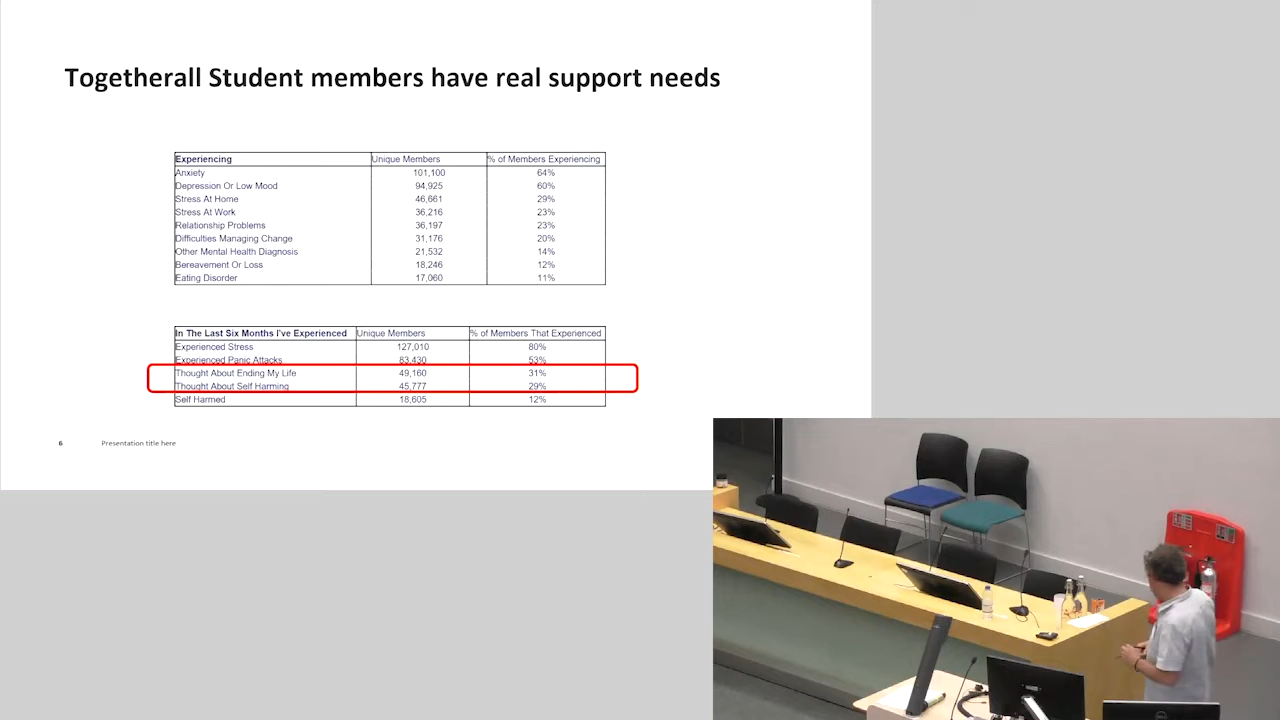 Togetherall Student members have real support needs
Experiencing Unique Members % of Members Experiencing
Anxiety 101,100 64%
Depression Or Low Mood 94,925 60%
Stress At Home 46,661 29%
Stress At Work 36,216 23%
Relationship Problems 36,197 23%
Difficulties Managing Change 31,176 20%
Other Mental Health Diagnosis 21,532 14%
Bereavement Or Loss 18,246 12%
Eating Disorder 17,060 11%
In The Last Six Months I've Experienced Unique Members % of Members That Experienced
Experienced Stress 127,010 80%
Experienced Panic Attacks 83,430 53%
Thought About Ending My Life 49,160 31%
Thought About Self Harming 45,777 29%
Self Harmed 18,605 12%
6 Presentation title here